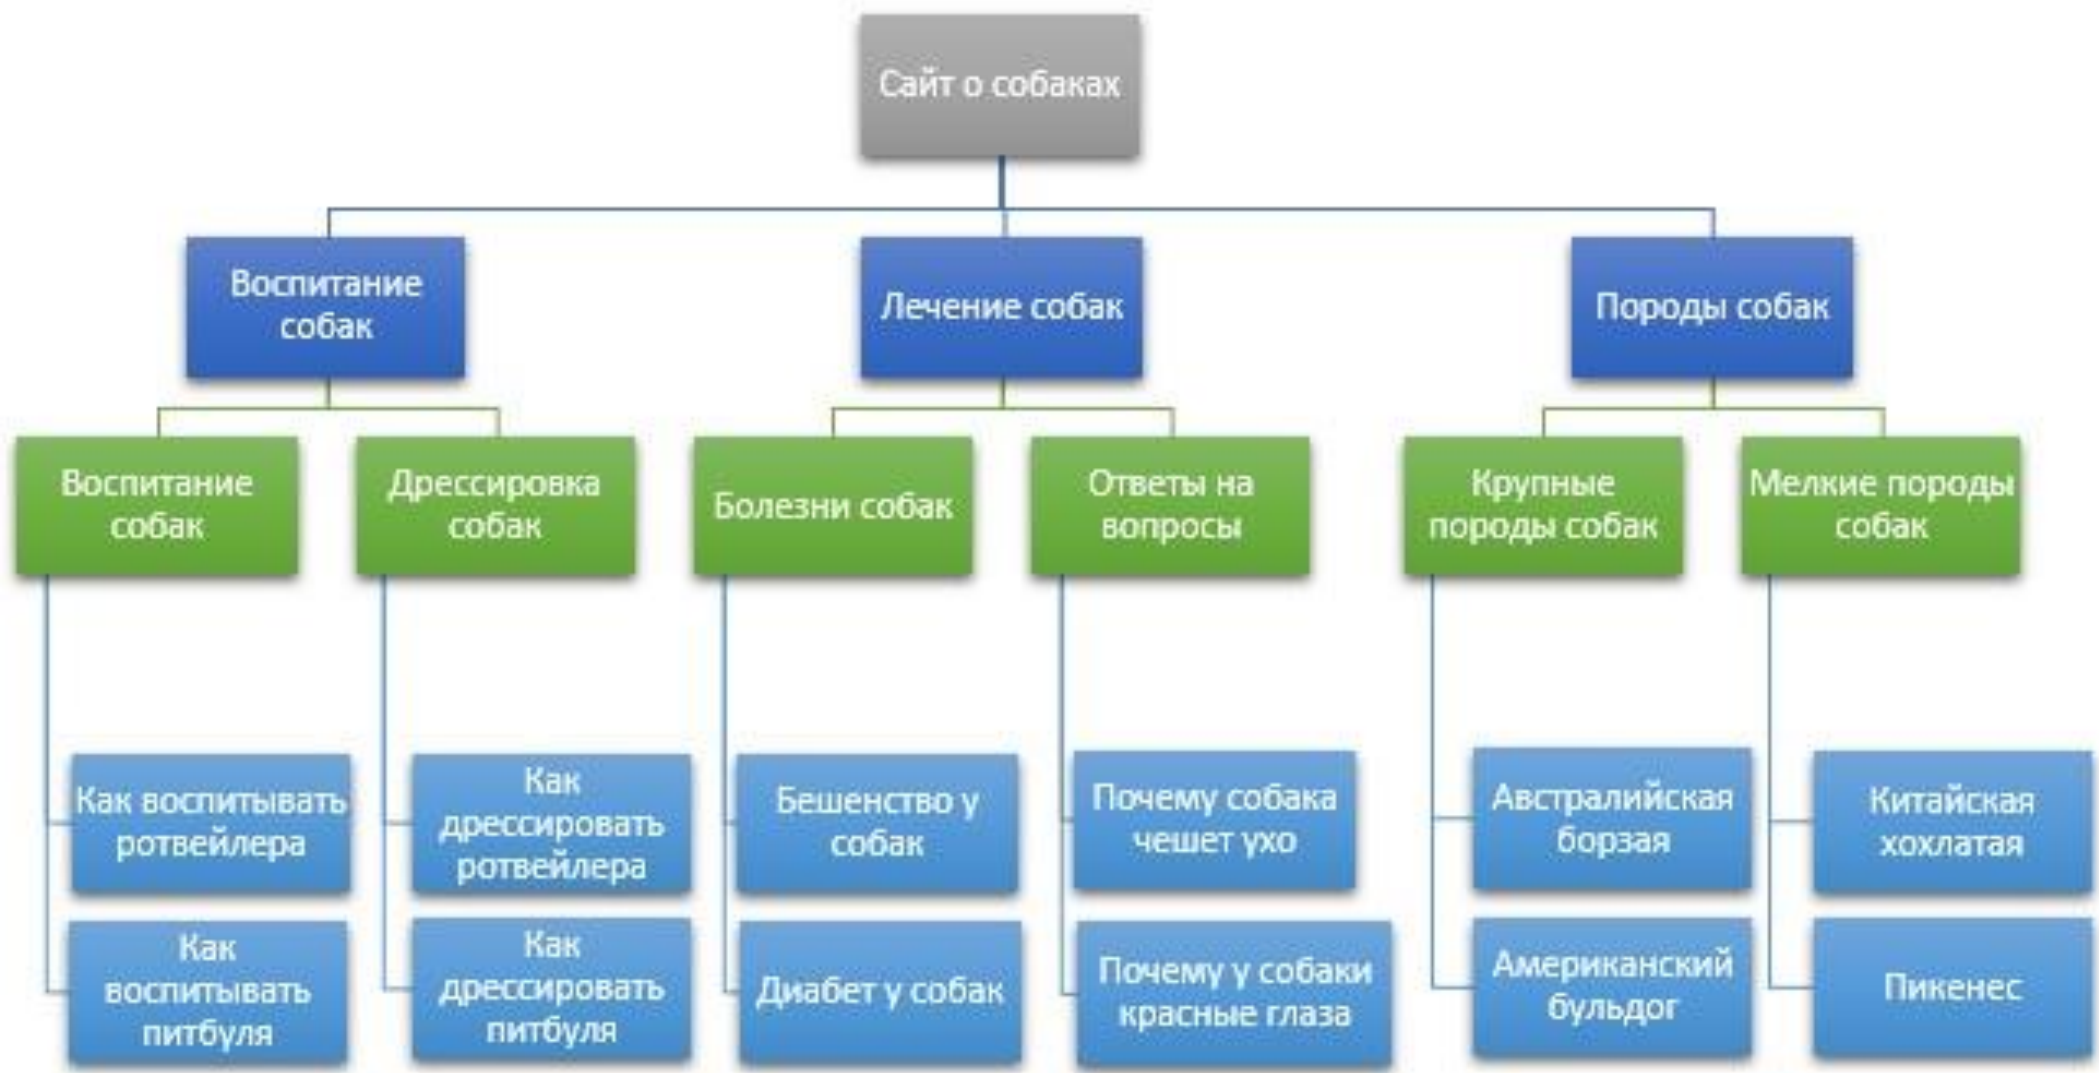 Сайт о собаках
Воспитание
собак
Лечение собак
Породы собак
Воспитание
собак
Дрессировка
собак
Болезни собак
Ответы на
вопросы
Крупные
породы собак
Мелкие породы
собак
Как воспитывать
ротвейлера
Как
дрессировать
ротвейлера
Бешенство у
собак
Почему собака
чешет ухо
Австралийская
борзая
Китайская
хохлатая
Как
воспитывать
питбуля
Как
дрессировать
питбуля
Диабет у собак
Почему у собаки
красные глаза
Американский
бульдог
Пикенес